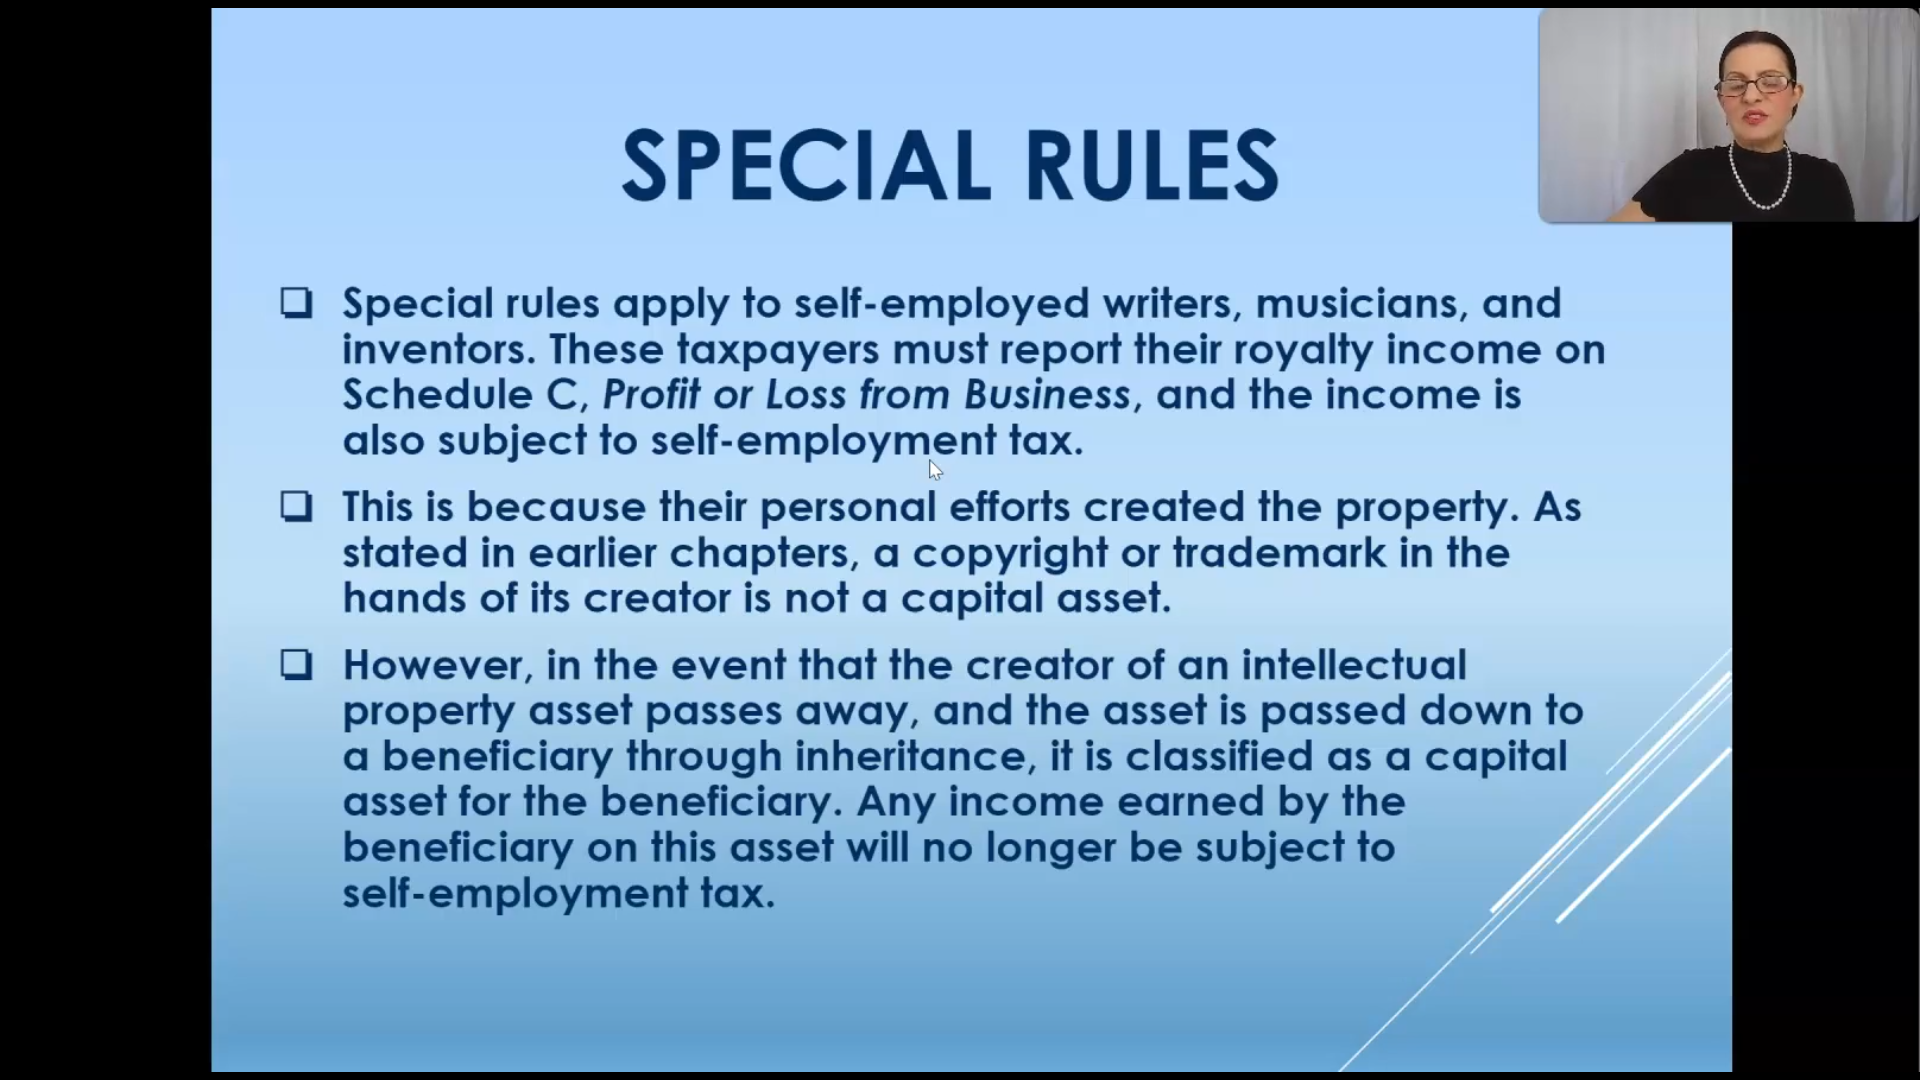 SPECIAL RULES
Special rules apply to self-employed writers, musicians, and
inventors. These taxpayers must report their royalty income on
Schedule C, Profit or Loss from Business, and the income is
also subject to self-employment tax.
This is because their personal efforts created the property. As
stated in earlier chapters, a copyright or trademark in the
hands of its creator is not a capital asset.
However, in the event that the creator of an intellectual
property asset passes away, and the asset is passed down to
a beneficiary through inheritance, it is classified as a capital
asset for the beneficiary. Any income earned by the
beneficiary on this asset will no longer be subject to
self-employment tax.